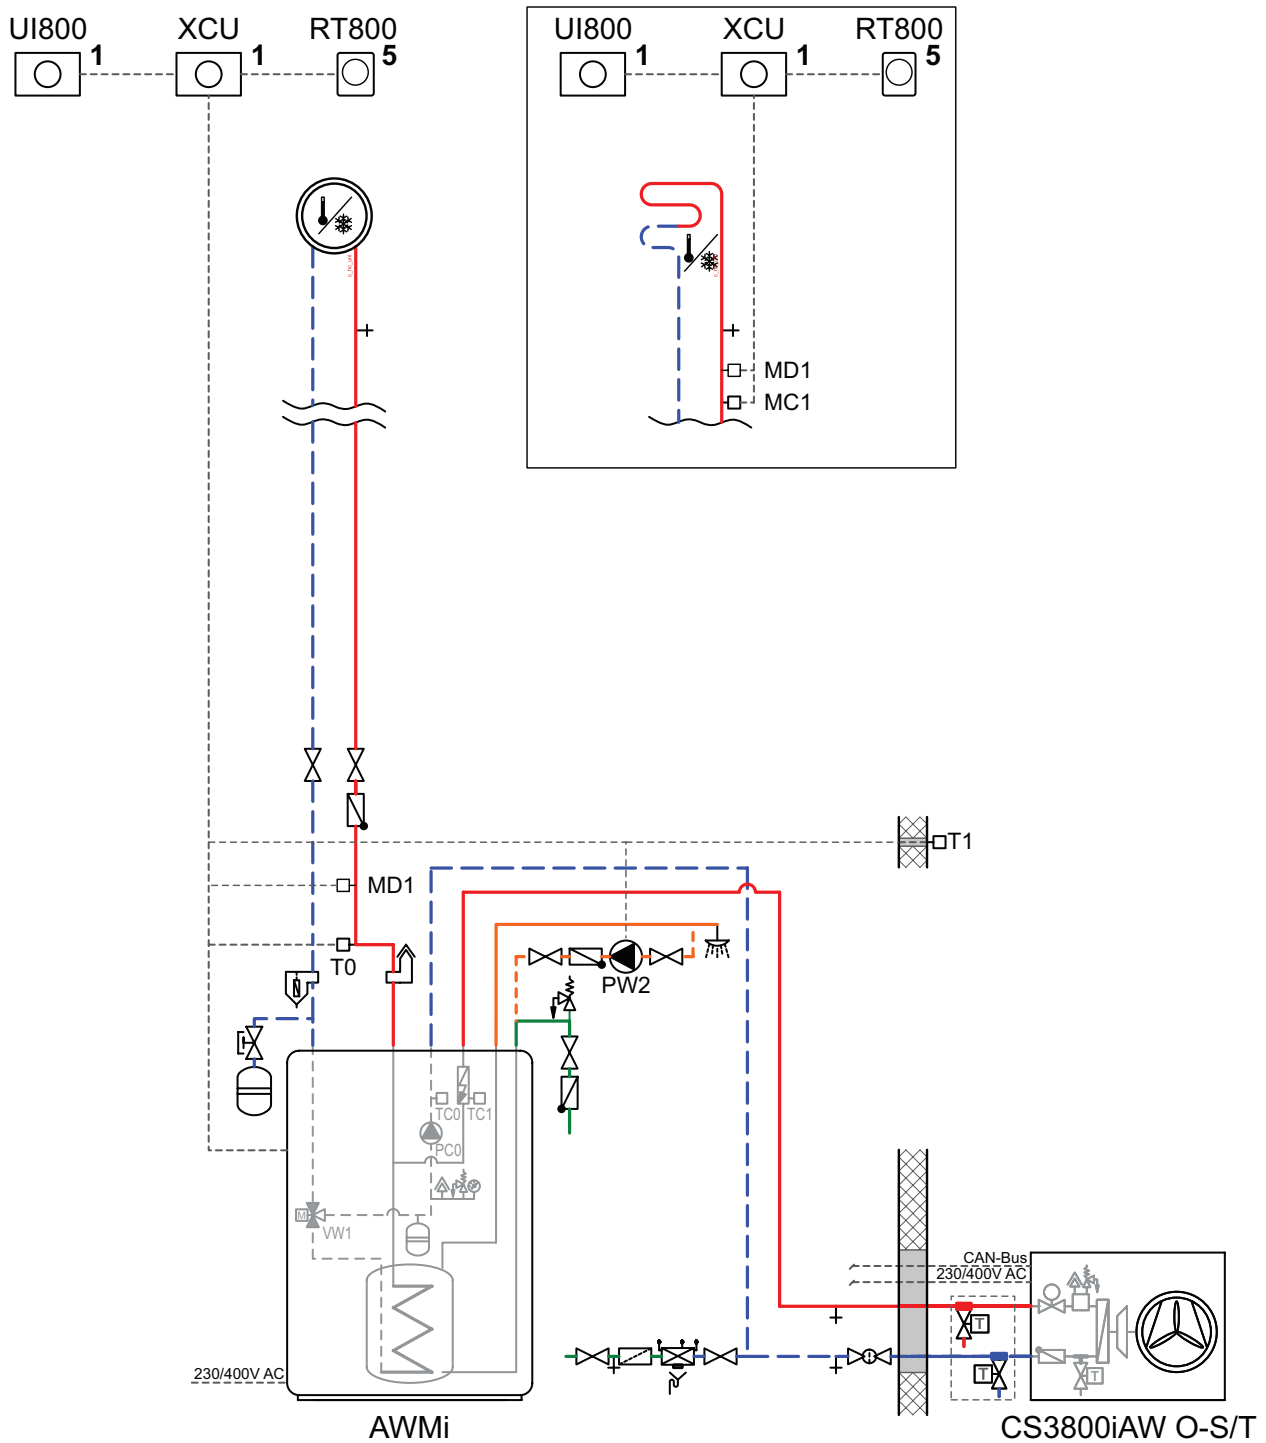 UI800
XCU
RT800
1
1
5
UI800
XCU
RT800
1
1
5
c_hc_uni
MD1
MC1
T1
MD1
T0
PW2
TC0
TC1
PC0
M
VW1
CAN-Bus
230/400V AC
T
T
T
230/400V AC
AWMi
CS3800iAW O-S/T